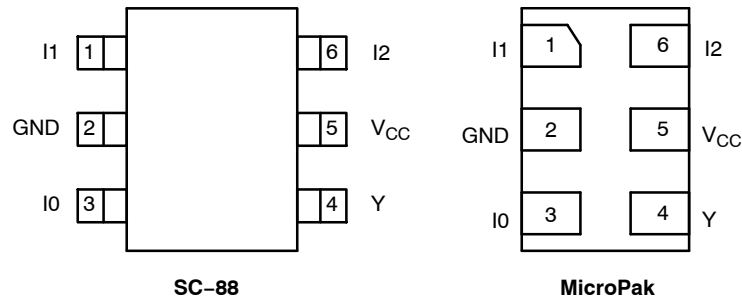 I1 1 6 I2 I1 1 6 I2
GND 2 5 VCC GND 2 5 VCC
I0 3 4 Y I0 3 4 Y
SC−88 MicroPak